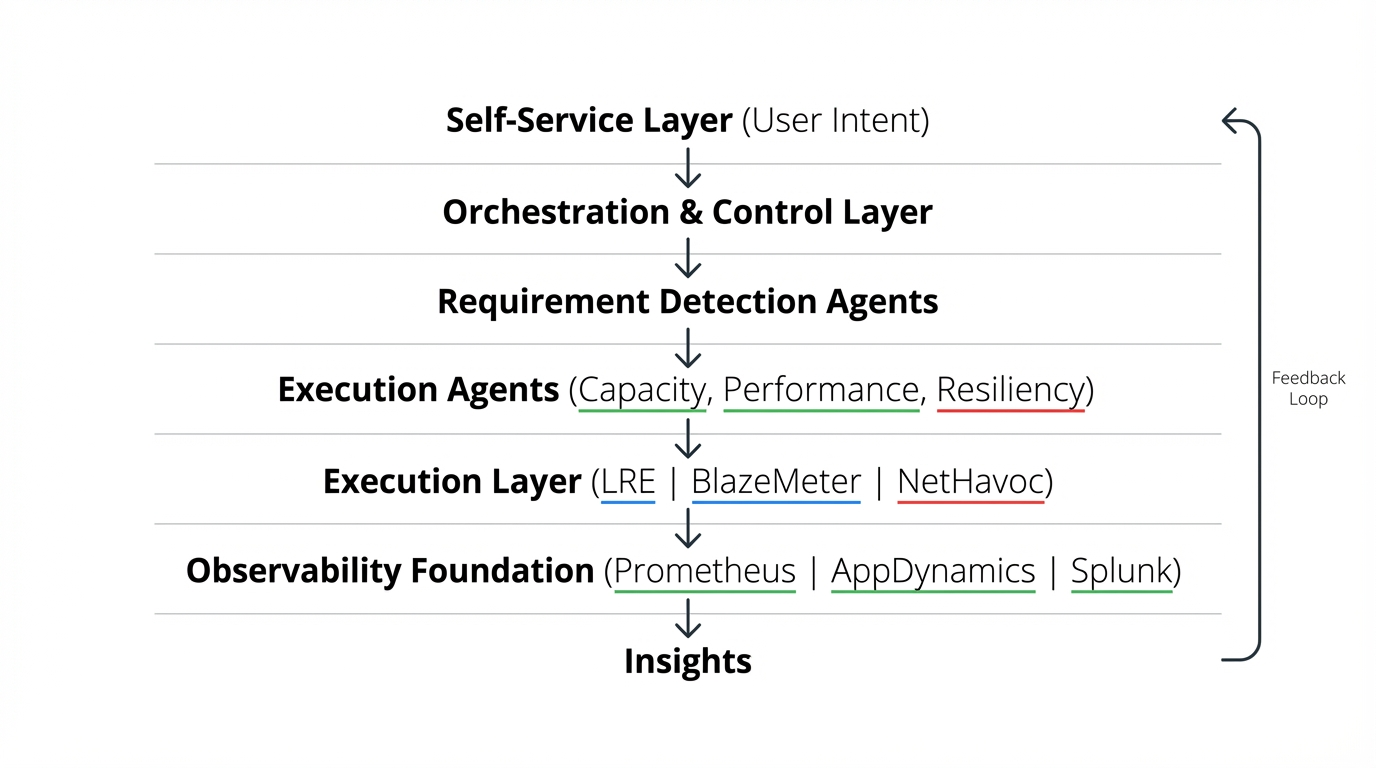 Self-Service Layer (User Intent)
Orchestration & Control Layer
Requirement Detection Agents
Execution Agents (Capacity, Performance, Resiliency)
Execution Layer (LRE | BlazeMeter | NetHavoc)
Observability Foundation (Prometheus | AppDynamics | Splunk)
Insights
Feedback
Loop